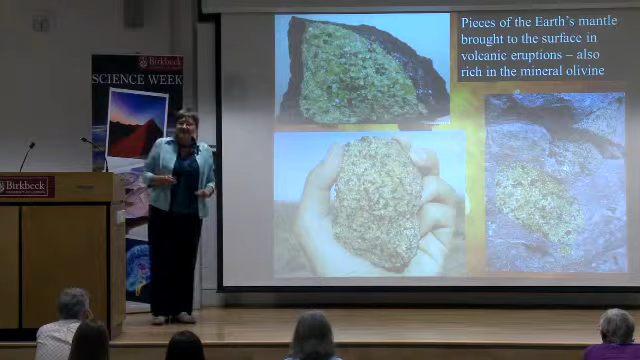 Pieces of the Earth's mantle
brought to the surface in
volcanic eruptions – also
rich in the mineral olivine
Birkbeck
SCIENCE WEEK
Birkbeck